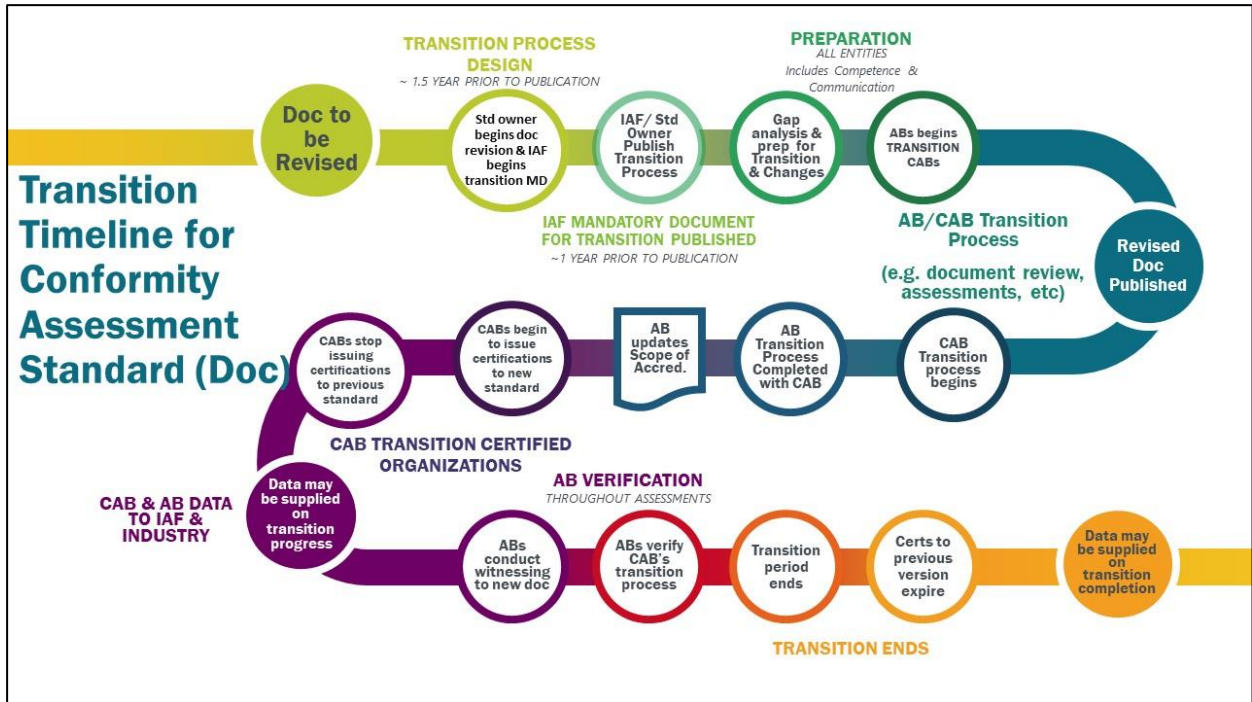 TRANSITION PROCESS
DESIGN
~ 1.5 YEAR PRIOR TO PUBLICATION
PREPARATION
ALL ENTITIES
Includes Competence &
Communication
Doc to
be
Revised
Std owner
begins doc
revision & IAF
begins
transition MD
IAF/ Std
Owner
Publish
Transition
Process
Gap
analysis &
prep for
Transition
& Changes
ABs begins
TRANSITION
CABs
Transition
Timeline for
Conformity
Assessment
Standard (Doc)
IAF MANDATORY DOCUMENT
FOR TRANSITION PUBLISHED
~1 YEAR PRIOR TO PUBLICATION
AB/CAB Transition
Process
(e.g. document review,
assessments, etc)
Revised
Doc
Published
CABs stop
issuing
certifications
to previous
standard
CABs begin
to issue
certifications
to new
standard
AB
updates
Scope of
Accred.
AB
Transition
Process
Completed
with CAB
CAB
Transition
process
begins
CAB TRANSITION CERTIFIED
ORGANIZATIONS
CAB & AB DATA
TO IAF &
INDUSTRY
Data may
be supplied
on
transition
progress
AB VERIFICATION
THROUGHOUT ASSESSMENTS
ABs
conduct
witnessing
to new doc
ABs verify
CAB's
transition
process
Transition
period
ends
Certs to
previous
version
expire
Data may
be supplied
on
transition
completion
TRANSITION ENDS